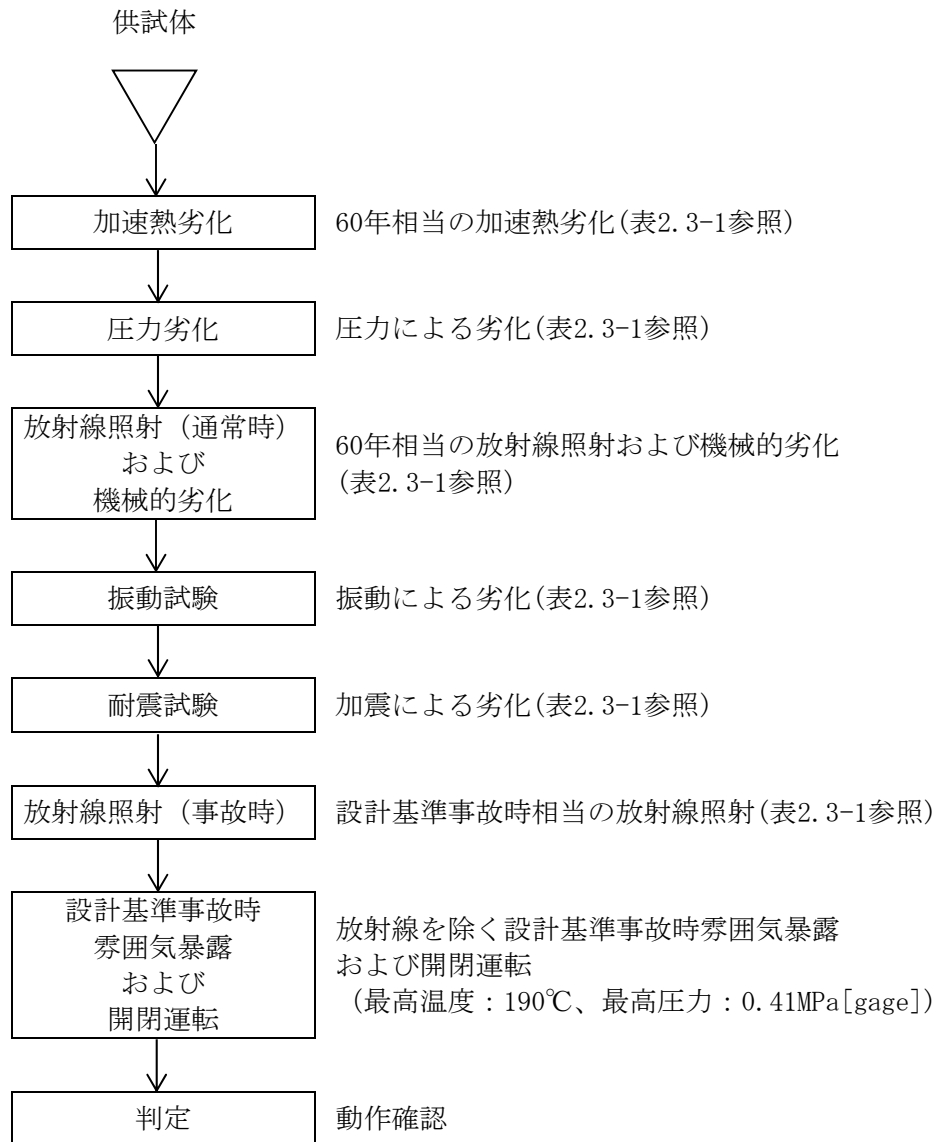 供試体
加速熱劣化
60年相当の加速熱劣化(表2.3-1参照)
圧力劣化
圧力による劣化(表2.3-1参照)
放射線照射（通常時）
および
機械的劣化
60年相当の放射線照射および機械的劣化
(表2.3-1参照)
振動試験
振動による劣化(表2.3-1参照)
耐震試験
加震による劣化(表2.3-1参照)
放射線照射（事故時）
設計基準事故時相当の放射線照射(表2.3-1参照)
設計基準事故時
雰囲気暴露
および
開閉運転
放射線を除く設計基準事故時雰囲気暴露
および開閉運転
（最高温度：190℃、最高圧力：0.41MPa[gage]）
判定
動作確認